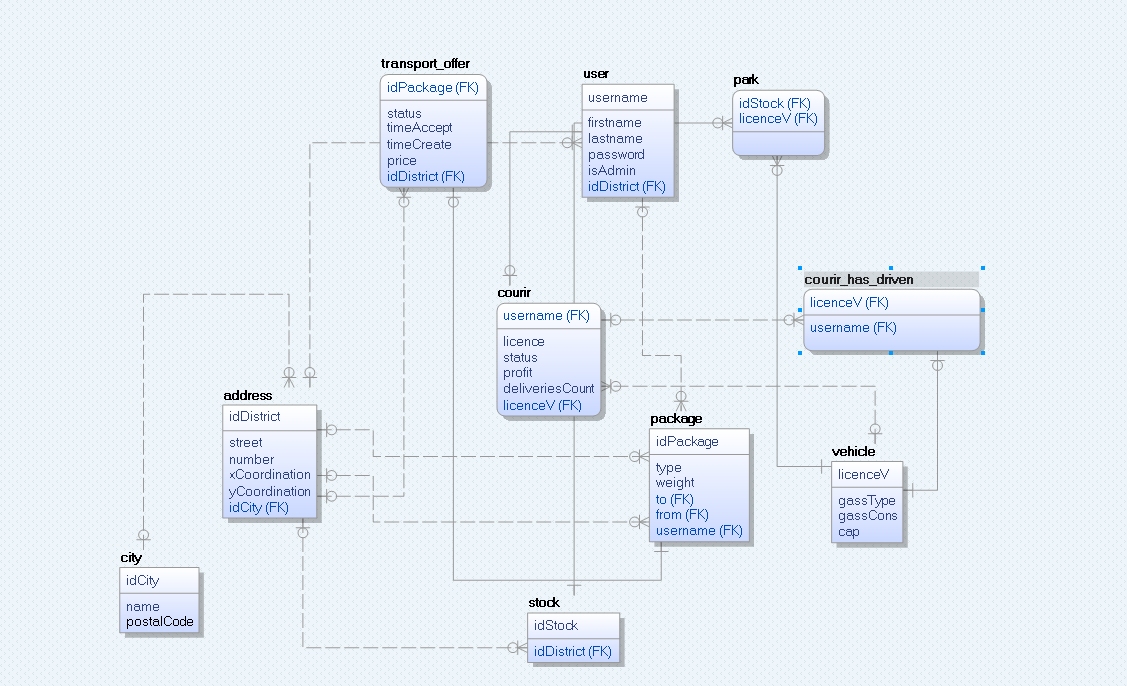 transport_offer
idPackage (FK)
status
timeAccept
timeCreate
price
idDistrict (FK)
user
username
firstname
lastname
password
isAdmin
idDistrict (FK)
park
idStock (FK)
licenceV (FK)
courir_has_driven
licenceV (FK)
username (FK)
courir
username (FK)
licence
status
profit
deliveriesCount
licenceV (FK)
address
idDistrict
street
number
xCoordination
yCoordination
idCity (FK)
package
idPackage
type
weight
to (FK)
from (FK)
username (FK)
vehicle
licenceV
gassType
gassCons
cap
city
idCity
name
postalCode
stock
idStock
idDistrict (FK)